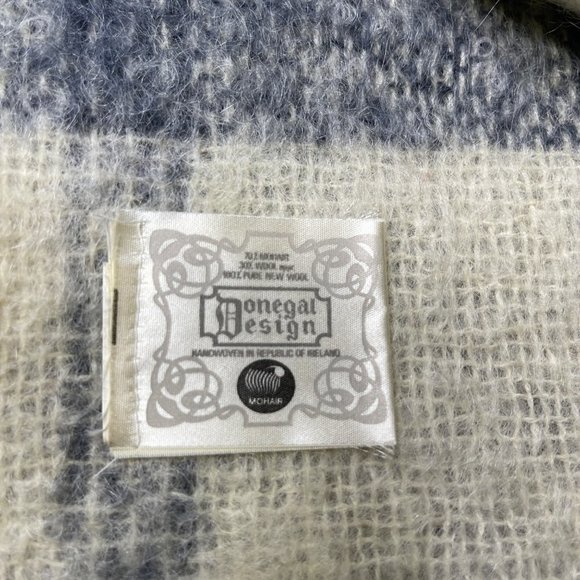 70% MOHAIR
30% WOOL
100% PURE NEW WOOL
Donegal
Design
HANDWOVEN IN REPUBLIC OF IRELAND
MOHAIR